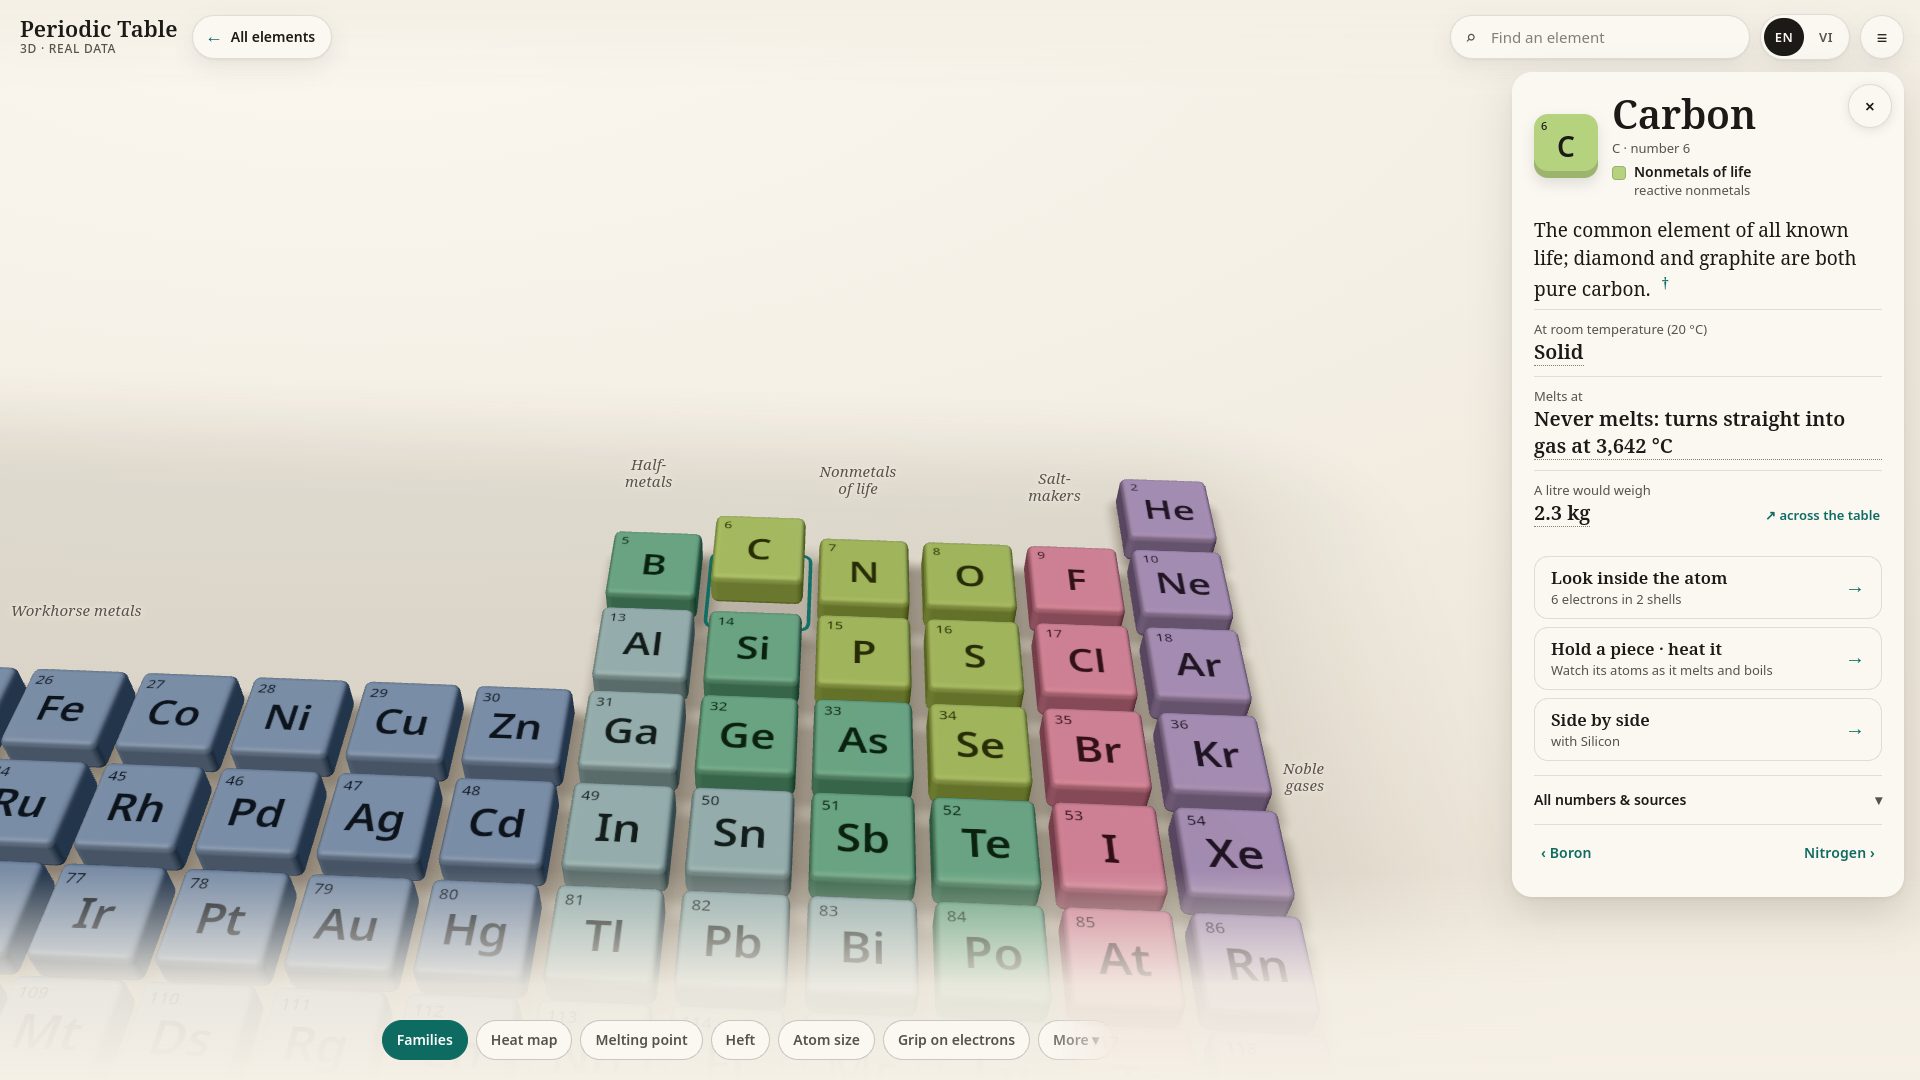 Periodic Table
3D · REAL DATA
← All elements
Find an element
EN
VI
≡
×
6
C
Carbon
C · number 6
Nonmetals of life
reactive nonmetals
The common element of all known
life; diamond and graphite are both
pure carbon. †
At room temperature (20 °C)
Solid
Melts at
Never melts: turns straight into
gas at 3,642 °C
A litre would weigh
2.3 kg
↗ across the table
Look inside the atom
6 electrons in 2 shells
→
Hold a piece · heat it
Watch its atoms as it melts and boils
→
Side by side
with Silicon
→
All numbers & sources ▾
‹ Boron
Nitrogen ›
Half-
metals
Nonmetals
of life
Salt-
makers
Workhorse metals
Noble
gases
2 He
5 B
6 C
7 N
8 O
9 F
10 Ne
13 Al
14 Si
15 P
16 S
17 Cl
18 Ar
26 Fe
27 Co
28 Ni
29 Cu
30 Zn
31 Ga
32 Ge
33 As
34 Se
35 Br
36 Kr
Ru
45 Rh
46 Pd
47 Ag
48 Cd
49 In
50 Sn
51 Sb
52 Te
53 I
54 Xe
77 Ir
78 Pt
79 Au
80 Hg
81 Tl
82 Pb
83 Bi
84 Po
85 At
86 Rn
109 Mt
110 Ds
111 Rg
112
113
118
Families
Heat map
Melting point
Heft
Atom size
Grip on electrons
More ▾